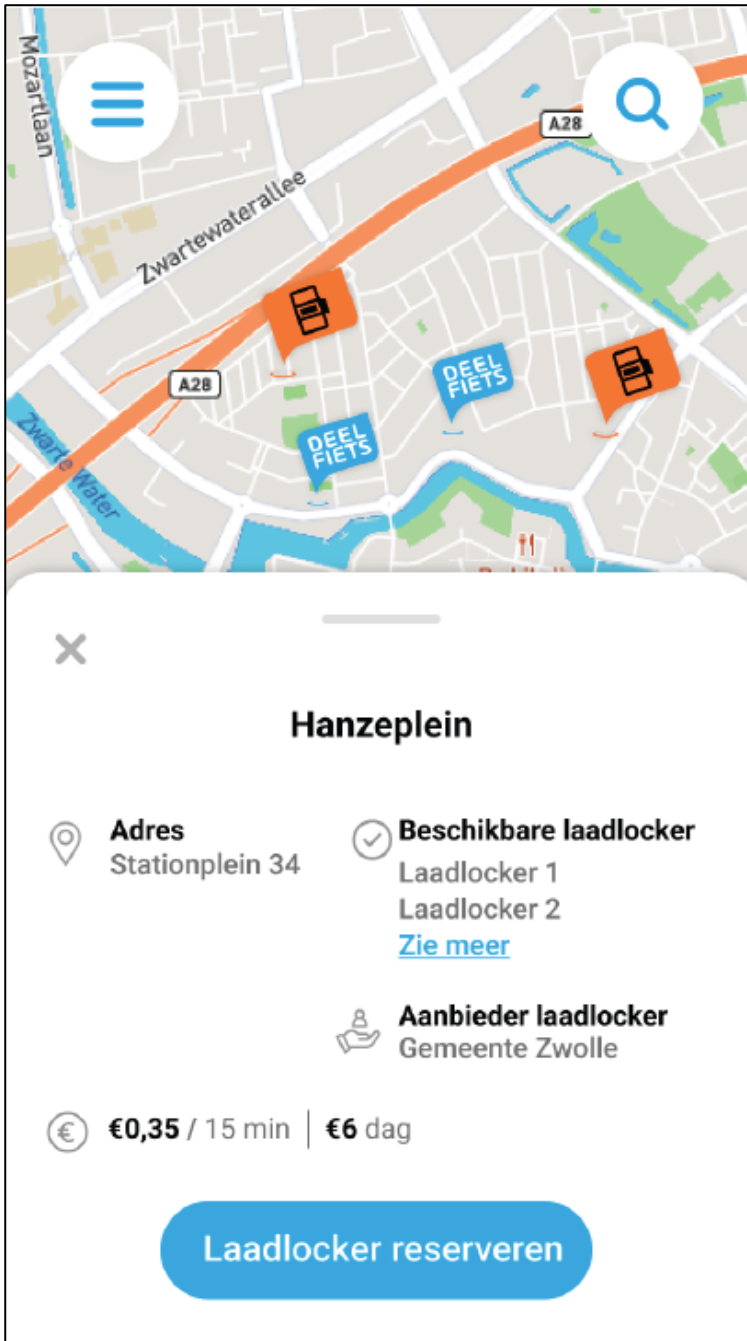 Mozartlaan
A28
Zwartewaterallee
A28
DEEL
FIETS
DEEL
FIETS
Zwarte Water
Hanzeplein
Adres
Stationplein 34
Beschikbare laadlocker
Laadlocker 1
Laadlocker 2
Zie meer
Aanbieder laadlocker
Gemeente Zwolle
€0,35 / 15 min | €6 dag
Laadlocker reserveren